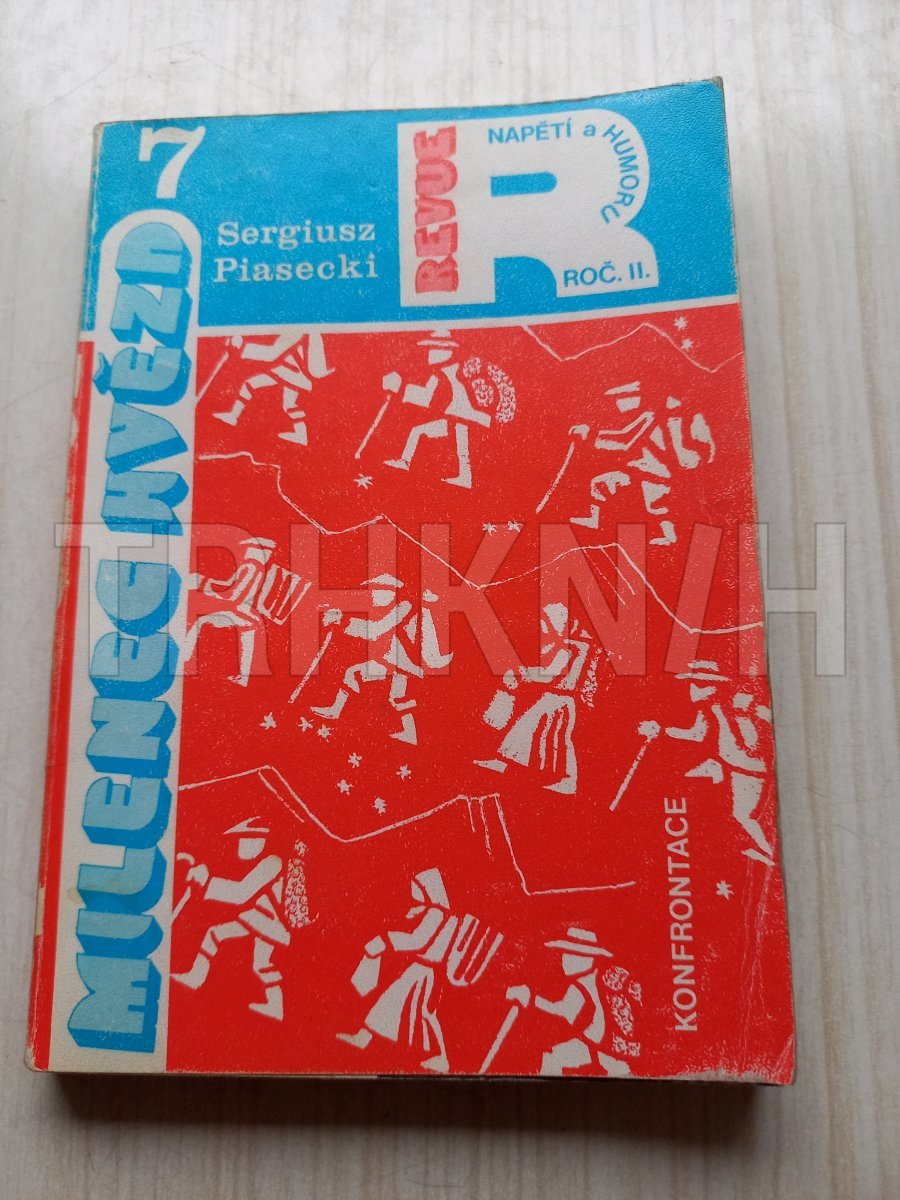 7
Sergiusz
Piasecki
REVUE
NAPĚTÍ a HUMORU
R
ROČ. II.
MILENEC HVĚZD
KONFRONTACE
TRHKNIH